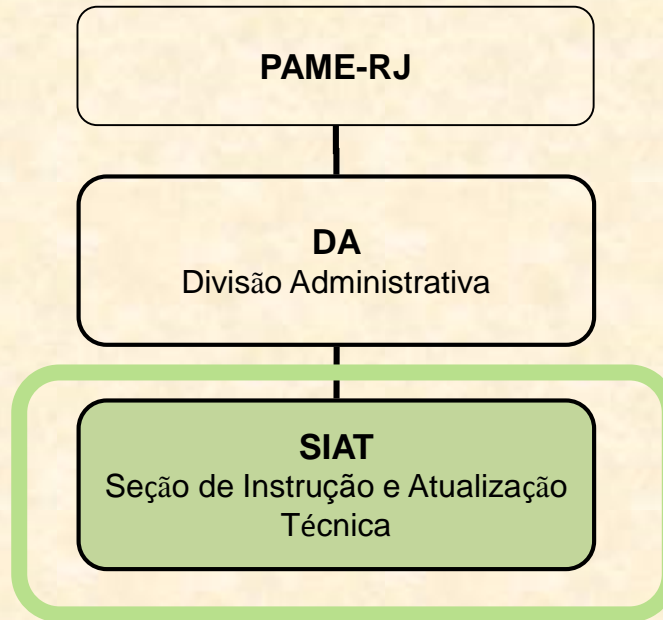 PAME-RJ
DA
Divisão Administrativa
SIAT
Seção de Instrução e Atualização
Técnica